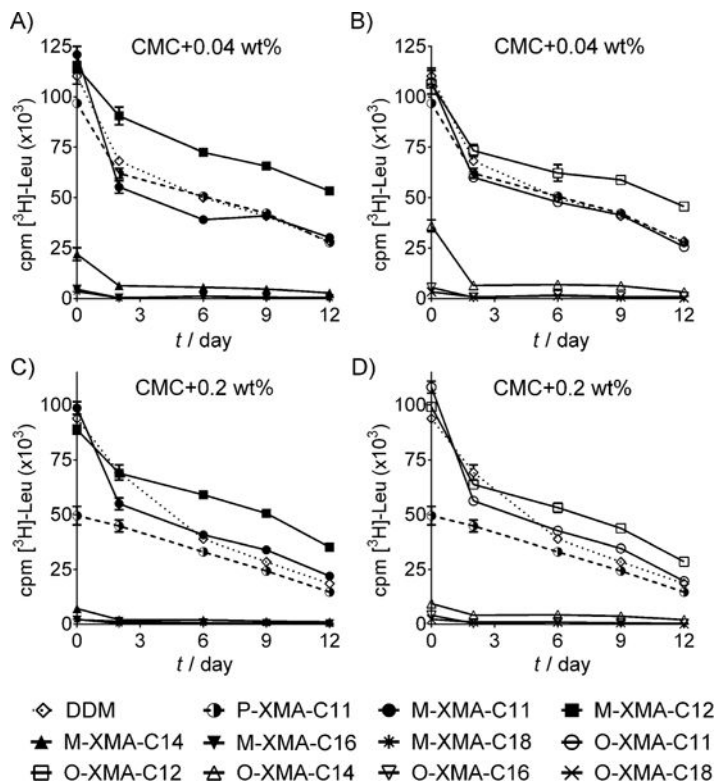 A)
CMC+0.04 wt%
125
100
75
50
25
0
cpm [³H]-Leu (x10³)
0 3 6 9 12
t / day
B)
CMC+0.04 wt%
125
100
75
50
25
0
cpm [³H]-Leu (x10³)
0 3 6 9 12
t / day
C)
CMC+0.2 wt%
100
75
50
25
0
cpm [³H]-Leu (x10³)
0 3 6 9 12
t / day
D)
CMC+0.2 wt%
100
75
50
25
0
cpm [³H]-Leu (x10³)
0 3 6 9 12
t / day
DDM P-XMA-C11 M-XMA-C11 M-XMA-C12
M-XMA-C14 M-XMA-C16 M-XMA-C18 O-XMA-C11
O-XMA-C12 O-XMA-C14 O-XMA-C16 O-XMA-C18